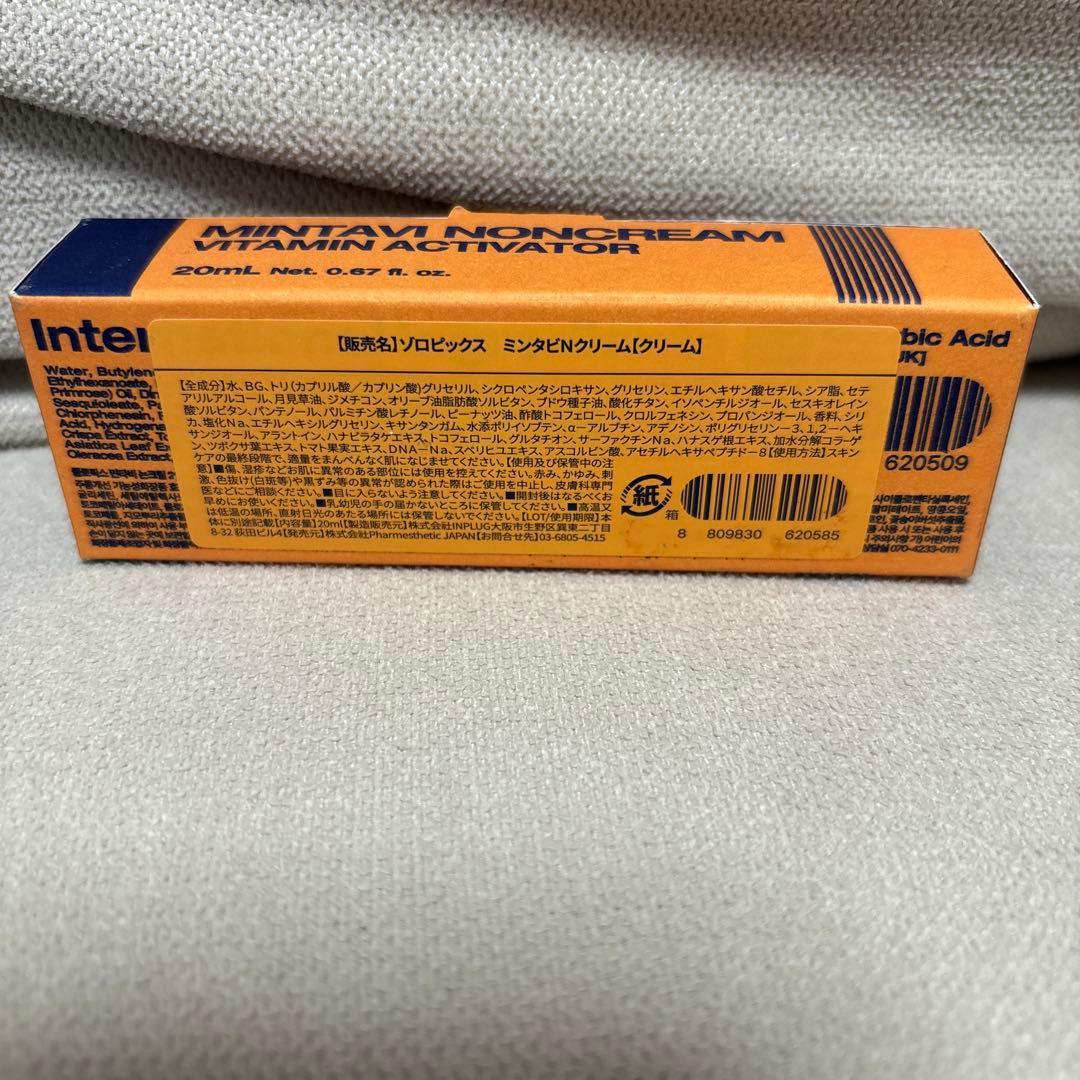 MINTAVI NONCREAM
VITAMIN ACTIVATOR
20mL Net. 0.67 fl. oz.
【販売名】ゾロピックス ミンタビNクリーム【クリーム】
【全成分】水、BG、トリ(カプリル酸/カプリン酸)グリセリル、シクロペンタシロキサン、グリセリン、エチルヘキサン酸セチル、シア脂、セテ
アリルアルコール、月見草油、ジメチコン、オリーブ油脂肪酸ソルビタン、ブドウ種子油、酸化チタン、イソペンチルジオール、セスキオレイン
酸ソルビタン、パンテノール、パルミチン酸レチノール、ピーナッツ油、酢酸トコフェロール、クロルフェネシン、プロパンジオール、香料、シリ
カ、塩化Na、エチルヘキシルグリセリン、キサンタンガム、水添ポリイソブテン、α-アルブチン、アデノシン、ポリグリセリン-3、1,2-ヘキ
サンジオール、アラントイン、ハナビラタケエキス、トコフェロール、グルタチオン、サーファクチンNa、ハナスゲ根エキス、加水分解コラーゲ
ン、ツボクサ葉エキス、トマト果実エキス、DNA-Na、スベリヒユエキス、アスコルビン酸、アセチルヘキサペプチド-8【使用方法】スキン
ケアの最終段階で、適量をまんべんなく肌になじませてください。【使用及び保管中の注
意】■傷、湿疹などお肌に異常のある部位には使用を控えてください。赤み、かゆみ、刺
激、色抜け(白斑等)や黒ずみ等の異常が認められた際はご使用を中止し、皮膚科専門
医などにご相談ください。■目に入らないよう注意してください。■開封後はなるべくお
早めにお使いください。■乳幼児の手の届かないところに保管してください。■高温又
は低温の場所、直射日光のあたる場所には保管しないでください。【LOT/使用期限】本
体に別途記載【内容量】20ml【製造販売元】株式会社INPLUG大阪市生野区巽東二丁目
8-32 荻田ビル4【発売元】株式会社Pharmesthetic JAPAN【お問合せ先】03-6805-4515
紙
箱
8 809830 620585
Inter
Water, Butylen
Ethylhexanoate,
Primrose) Oil, Di
Sesquioleate, P
Chlorphenesin,
Acid, Hydrogena
Crispa Extract, To
Asiatica Leaf Ex
Oleracea Extract
bic Acid
UK]
620509
070-4233-0111